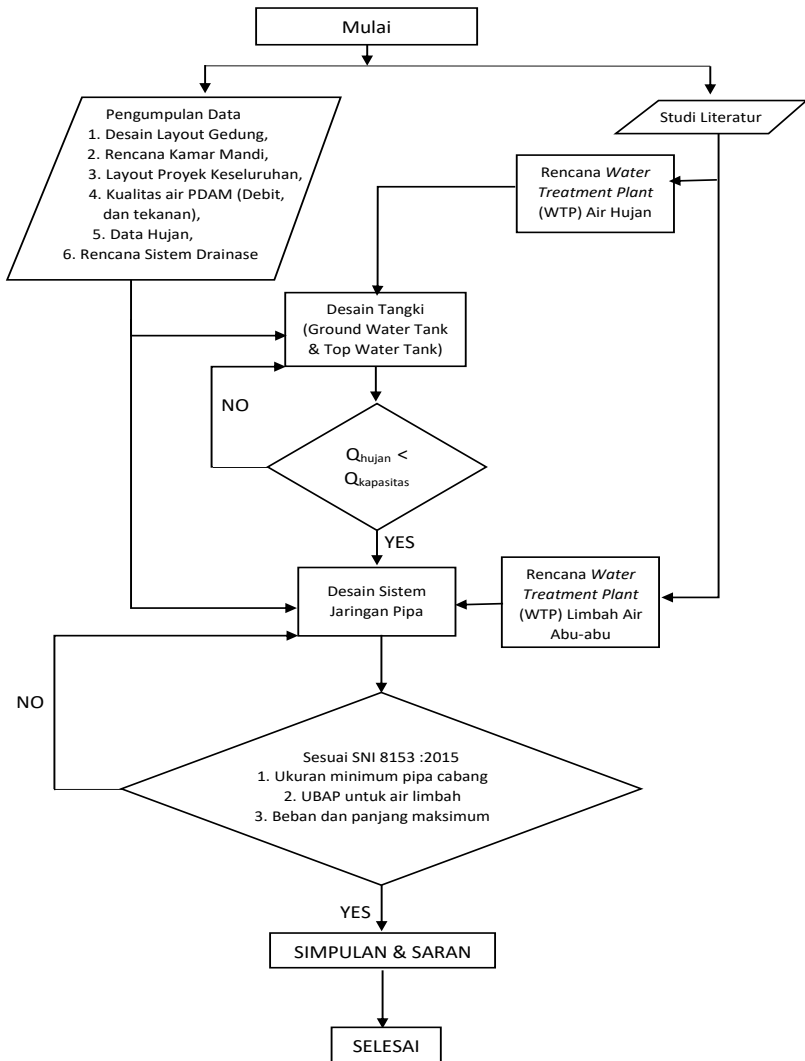 Mulai
Pengumpulan Data
1. Desain Layout Gedung,
2. Rencana Kamar Mandi,
3. Layout Proyek Keseluruhan,
4. Kualitas air PDAM (Debit,
dan tekanan),
5. Data Hujan,
6. Rencana Sistem Drainase
Studi Literatur
Rencana Water
Treatment Plant
(WTP) Air Hujan
Desain Tangki
(Ground Water Tank
& Top Water Tank)
NO
Qhujan <
Qkapasitas
YES
Desain Sistem
Jaringan Pipa
Rencana Water
Treatment Plant
(WTP) Limbah Air
Abu-abu
NO
Sesuai SNI 8153 :2015
1. Ukuran minimum pipa cabang
2. UBAP untuk air limbah
3. Beban dan panjang maksimum
YES
SIMPULAN & SARAN
SELESAI